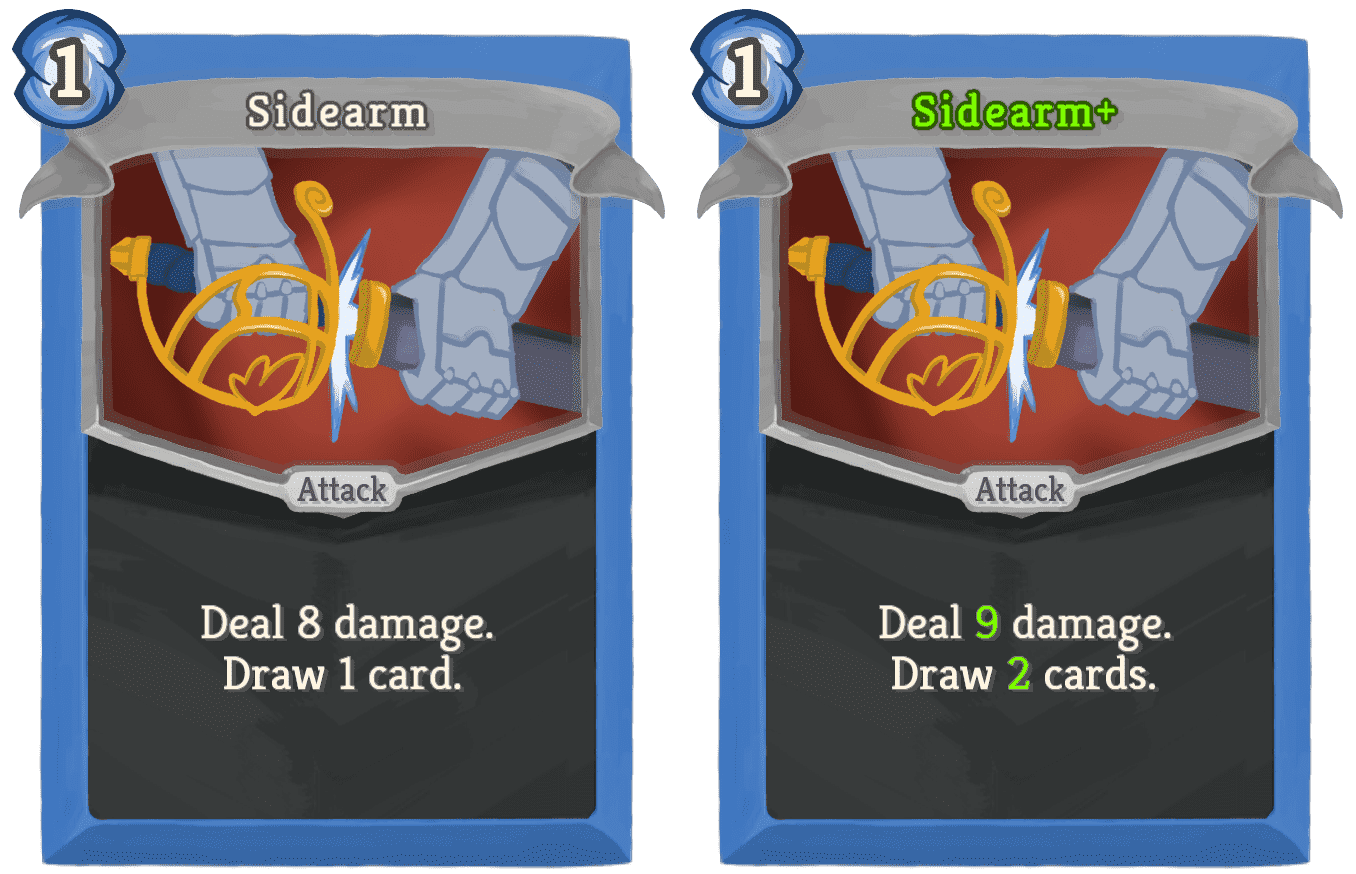 1
Sidearm
Attack
Deal 8 damage.
Draw 1 card.
1
Sidearm+
Attack
Deal 9 damage.
Draw 2 cards.